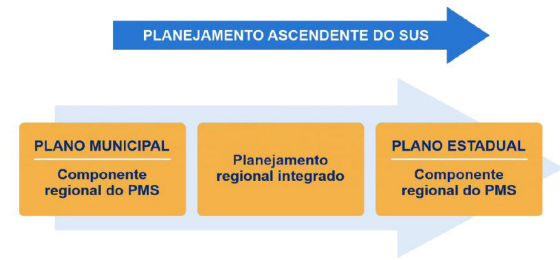 PLANEJAMENTO ASCENDENTE DO SUS
PLANO MUNICIPAL
Componente
regional do PMS
Planejamento
regional integrado
PLANO ESTADUAL
Componente
regional do PMS